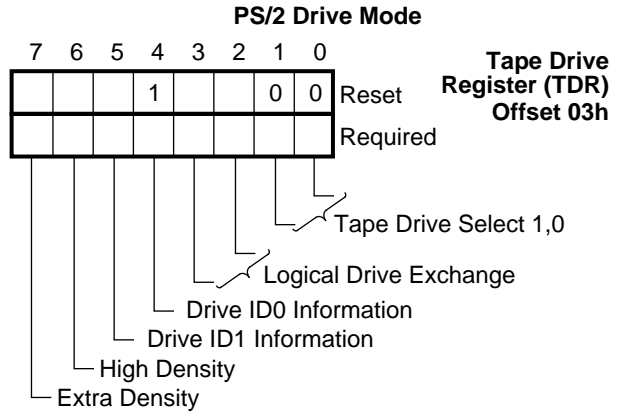 PS/2 Drive Mode
7 6 5 4 3 2 1 0
Tape Drive
Register (TDR)
Offset 03h
1 0 0 Reset
Required
Tape Drive Select 1,0
Logical Drive Exchange
Drive ID0 Information
Drive ID1 Information
High Density
Extra Density